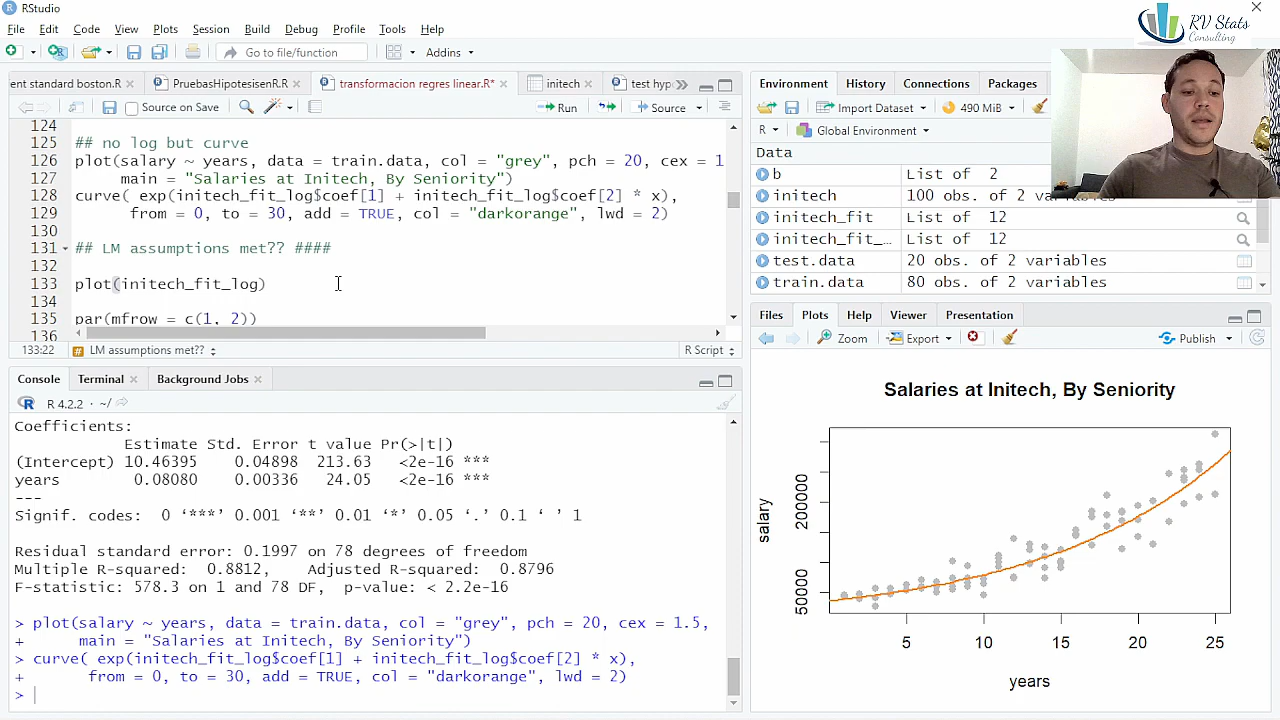 RStudio
RV Stats
Consulting
File Edit Code View Plots Session Build Debug Profile Tools Help
Go to file/function
Addins
ent standard boston.R
PruebasHipotesisenR.R
transformacion regres linear.R*
initech
test hyp
Source on Save
Run
Source
124
125 ## no log but curve
126 plot(salary ~ years, data = train.data, col = "grey", pch = 20, cex = 1
127 main = "Salaries at Initech, By Seniority")
128 curve( exp(initech_fit_log$coef[1] + initech_fit_log$coef[2] * x),
129 from = 0, to = 30, add = TRUE, col = "darkorange", lwd = 2)
130
131 ## LM assumptions met?? ####
132
133 plot(initech_fit_log)
134
135 par(mfrow = c(1, 2))
136
133:22 LM assumptions met?? R Script
Console Terminal Background Jobs
R 4.2.2 · ~/
Coefficients:
Estimate Std. Error t value Pr(>|t|)
(Intercept) 10.46395 0.04898 213.63 <2e-16 ***
years 0.08080 0.00336 24.05 <2e-16 ***
---
Signif. codes: 0 ‘***’ 0.001 ‘**’ 0.01 ‘*’ 0.05 ‘.’ 0.1 ‘ ’ 1
Residual standard error: 0.1997 on 78 degrees of freedom
Multiple R-squared: 0.8812, Adjusted R-squared: 0.8796
F-statistic: 578.3 on 1 and 78 DF, p-value: < 2.2e-16
> plot(salary ~ years, data = train.data, col = "grey", pch = 20, cex = 1.5,
+ main = "Salaries at Initech, By Seniority")
> curve( exp(initech_fit_log$coef[1] + initech_fit_log$coef[2] * x),
+ from = 0, to = 30, add = TRUE, col = "darkorange", lwd = 2)
>
Environment History Connections Packages
Import Dataset 490 MiB
R Global Environment
Data
b List of 2
initech 100 obs. of 2 variables
initech_fit List of 12
initech_fit_… List of 12
test.data 20 obs. of 2 variables
train.data 80 obs. of 2 variables
Files Plots Help Viewer Presentation
Zoom Export Publish
Salaries at Initech, By Seniority
salary
200000
50000
5 10 15 20 25
years